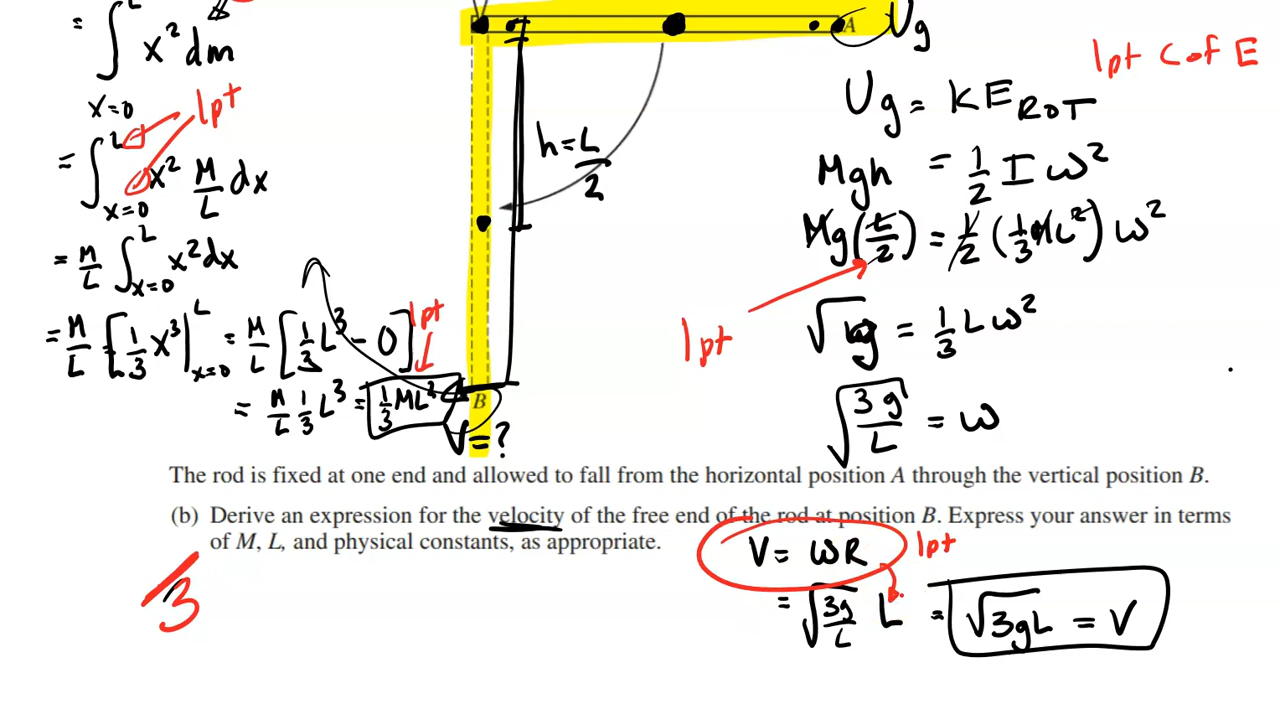 = ∫ L x² dm
x=0
1pt
= ∫ L x=0 x² M/L dx
= M/L ∫ L x=0 x² dx
= M/L [1/3 x³]L x=0 = M/L [1/3 L³ - 0]
1pt
= M/L 1/3 L³ = 1/3 ML²
A
Ug
h = L/2
B
V = ?
1pt C of E
Ug = KE ROT
Mgh = 1/2 I ω²
Mg(L/2) = 1/2 (1/3 ML²) ω²
1pt
g = 1/3 L ω²
√3g/L = ω
The rod is fixed at one end and allowed to fall from the horizontal position A through the vertical position B.
(b) Derive an expression for the velocity of the free end of the rod at position B. Express your answer in terms
of M, L, and physical constants, as appropriate.
V = ωR 1pt
= √3g/L L = √3gL = V
3